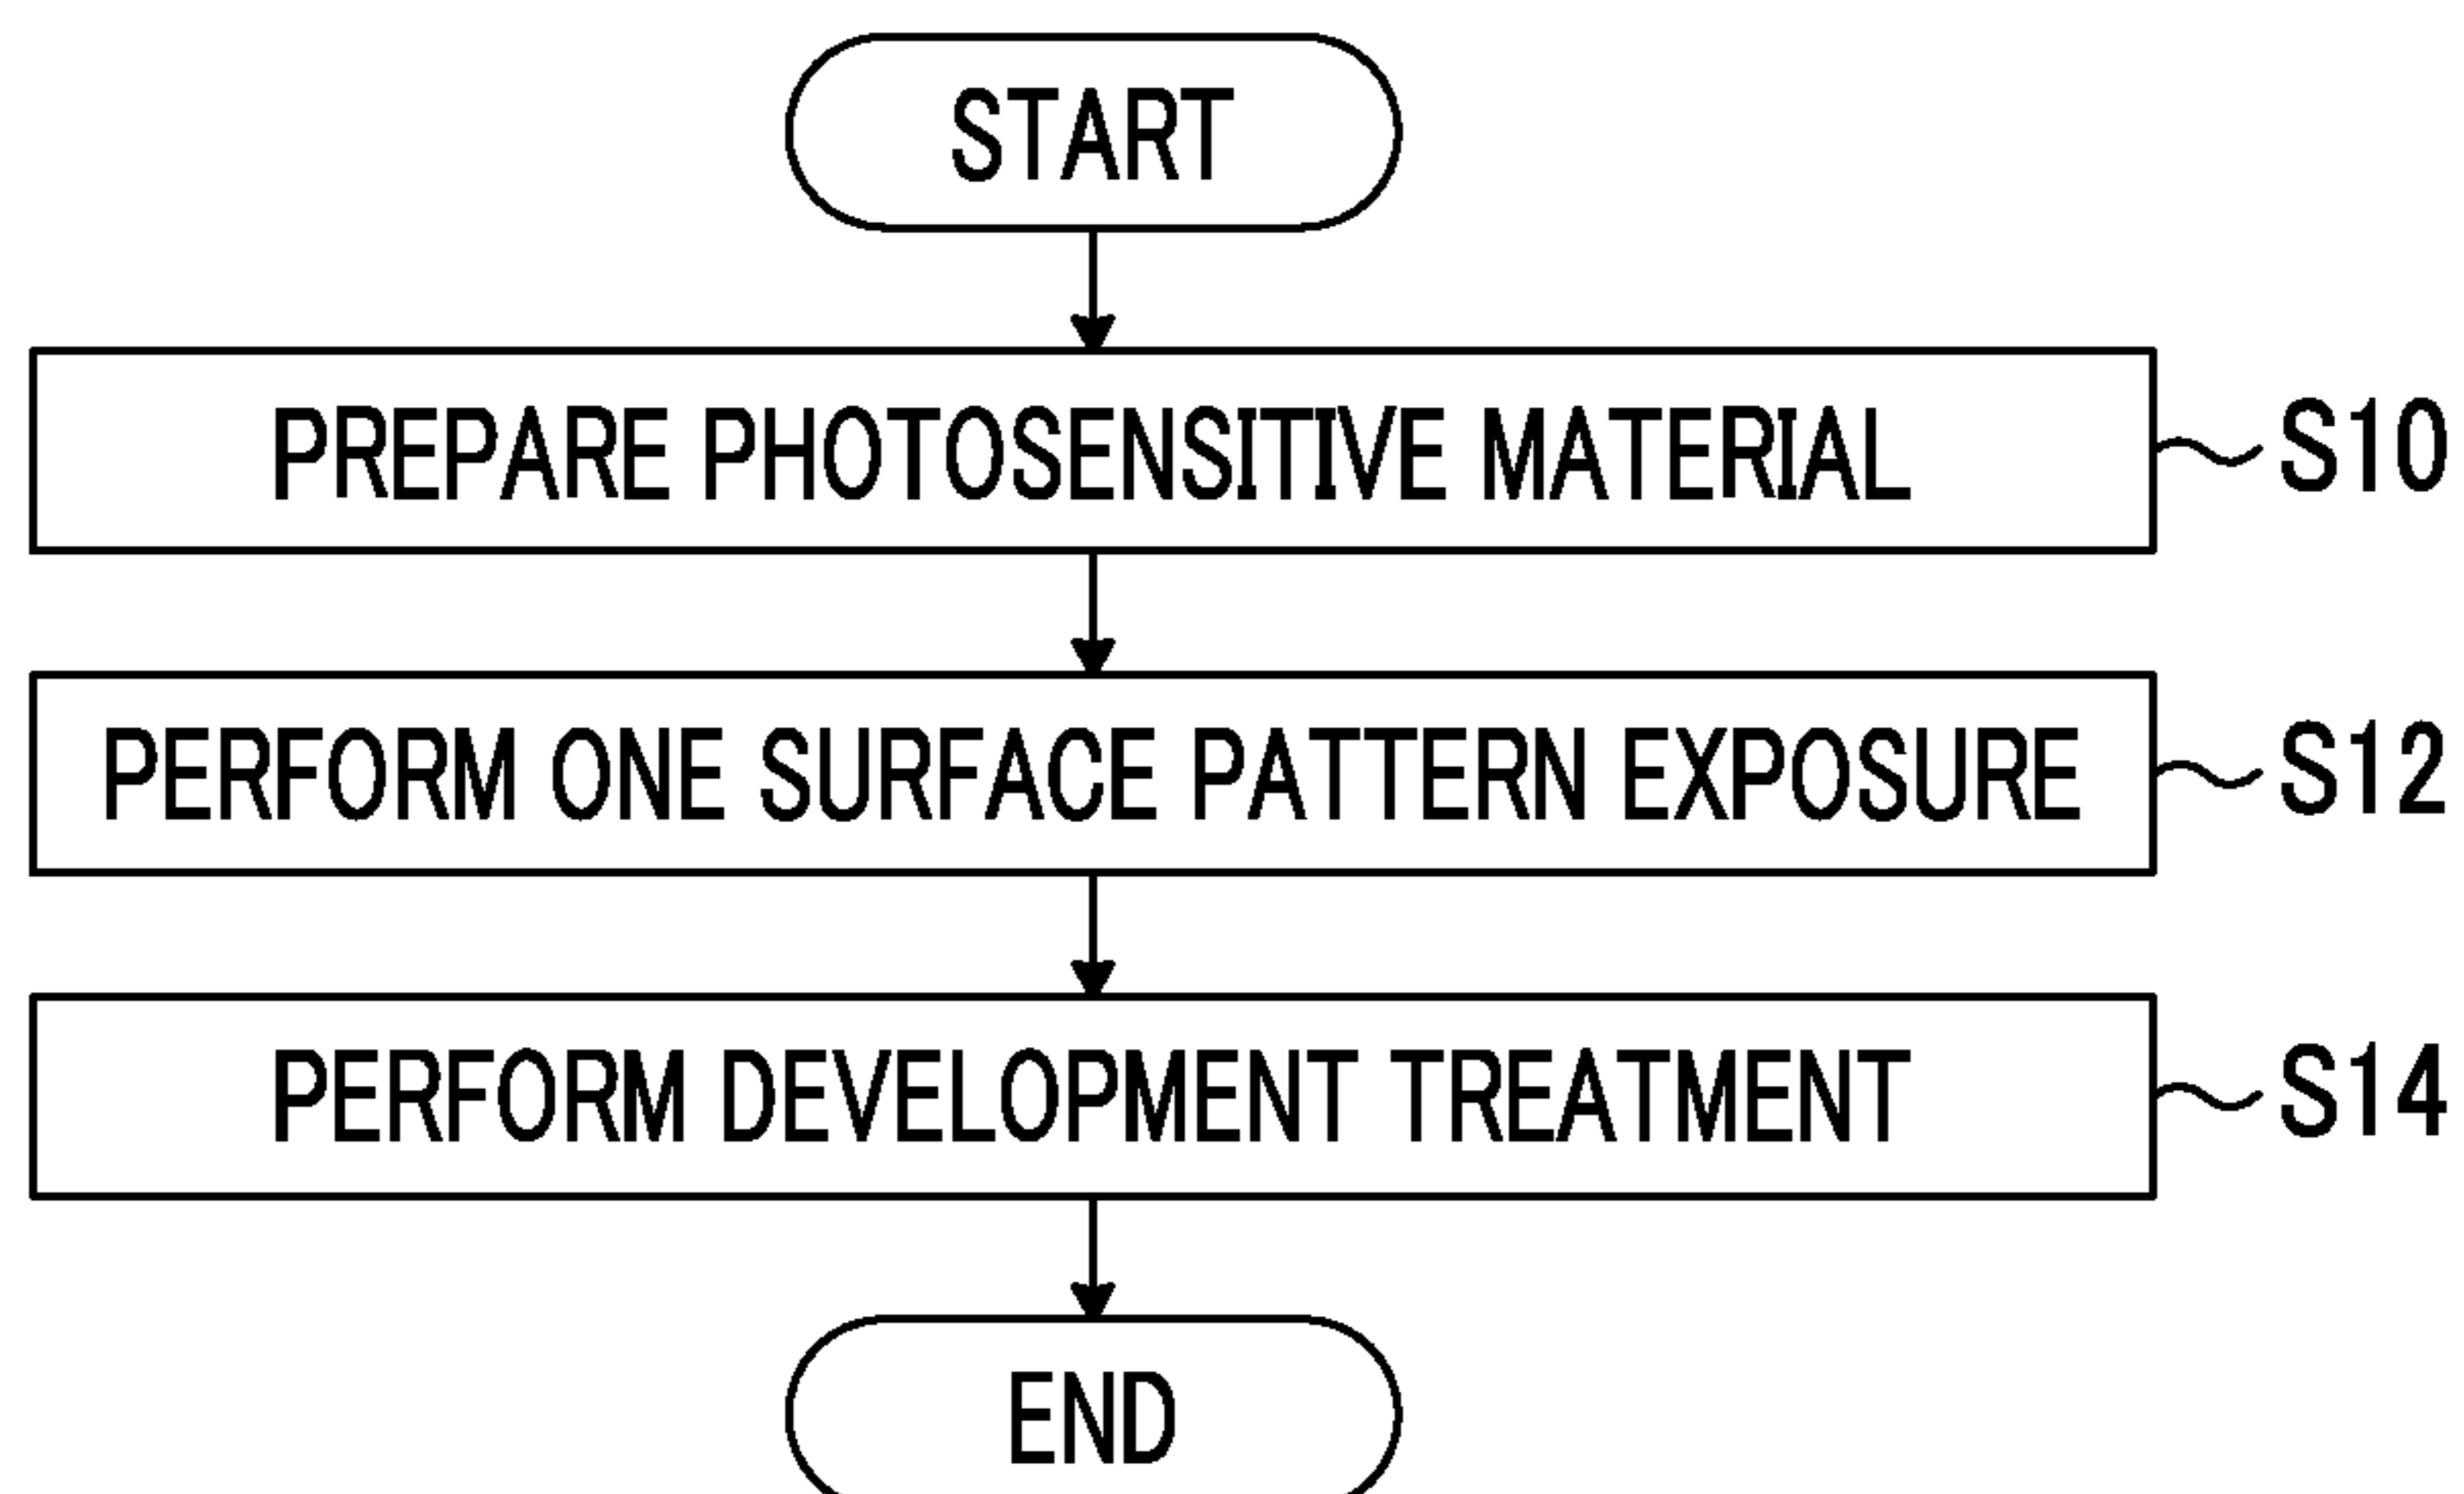 START
PREPARE PHOTOSENSITIVE MATERIAL S10
PERFORM ONE SURFACE PATTERN EXPOSURE S12
PERFORM DEVELOPMENT TREATMENT S14
END